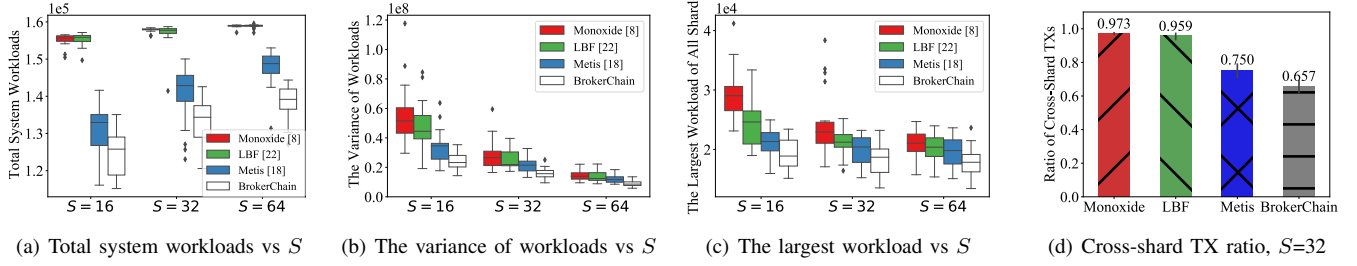 1e5
Total System Workloads
1.6
1.5
1.4
1.3
1.2
S = 16
S = 32
S = 64
Monoxide [8]
LBF [22]
Metis [18]
BrokerChain
(a) Total system workloads vs S
1e8
The Variance of Workloads
1.2
1.0
0.8
0.6
0.4
0.2
0.0
S = 16
S = 32
S = 64
Monoxide [8]
LBF [22]
Metis [18]
BrokerChain
(b) The variance of workloads vs S
1e4
The Largest Workload of All Shard
4
3
2
S = 16
S = 32
S = 64
Monoxide [8]
LBF [22]
Metis [18]
BrokerChain
(c) The largest workload vs S
Ratio of Cross-Shard TXs
1.0
0.8
0.6
0.4
0.2
0.0
0.973
0.959
0.750
0.657
Monoxide
LBF
Metis
BrokerChain
(d) Cross-shard TX ratio, S=32